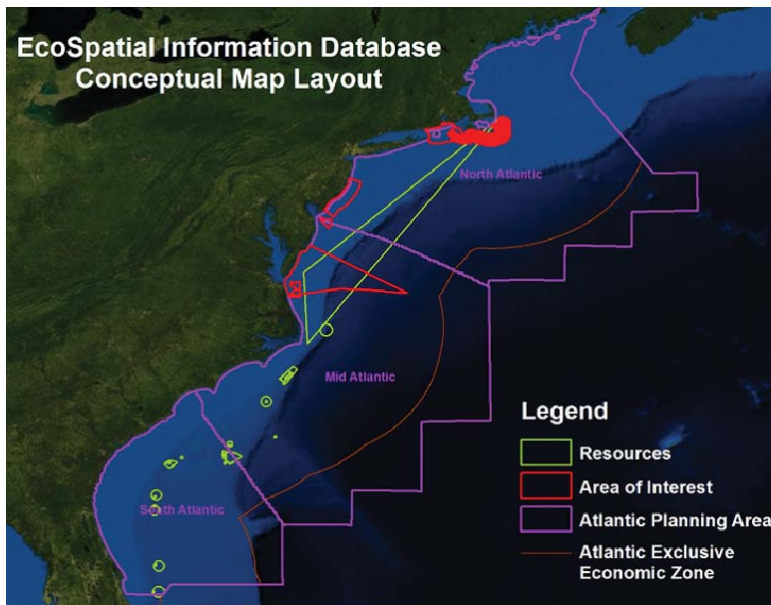 EcoSpatial Information Database
Conceptual Map Layout
North Atlantic
Mid Atlantic
South Atlantic
Legend
Resources
Area of Interest
Atlantic Planning Area
Atlantic Exclusive
Economic Zone